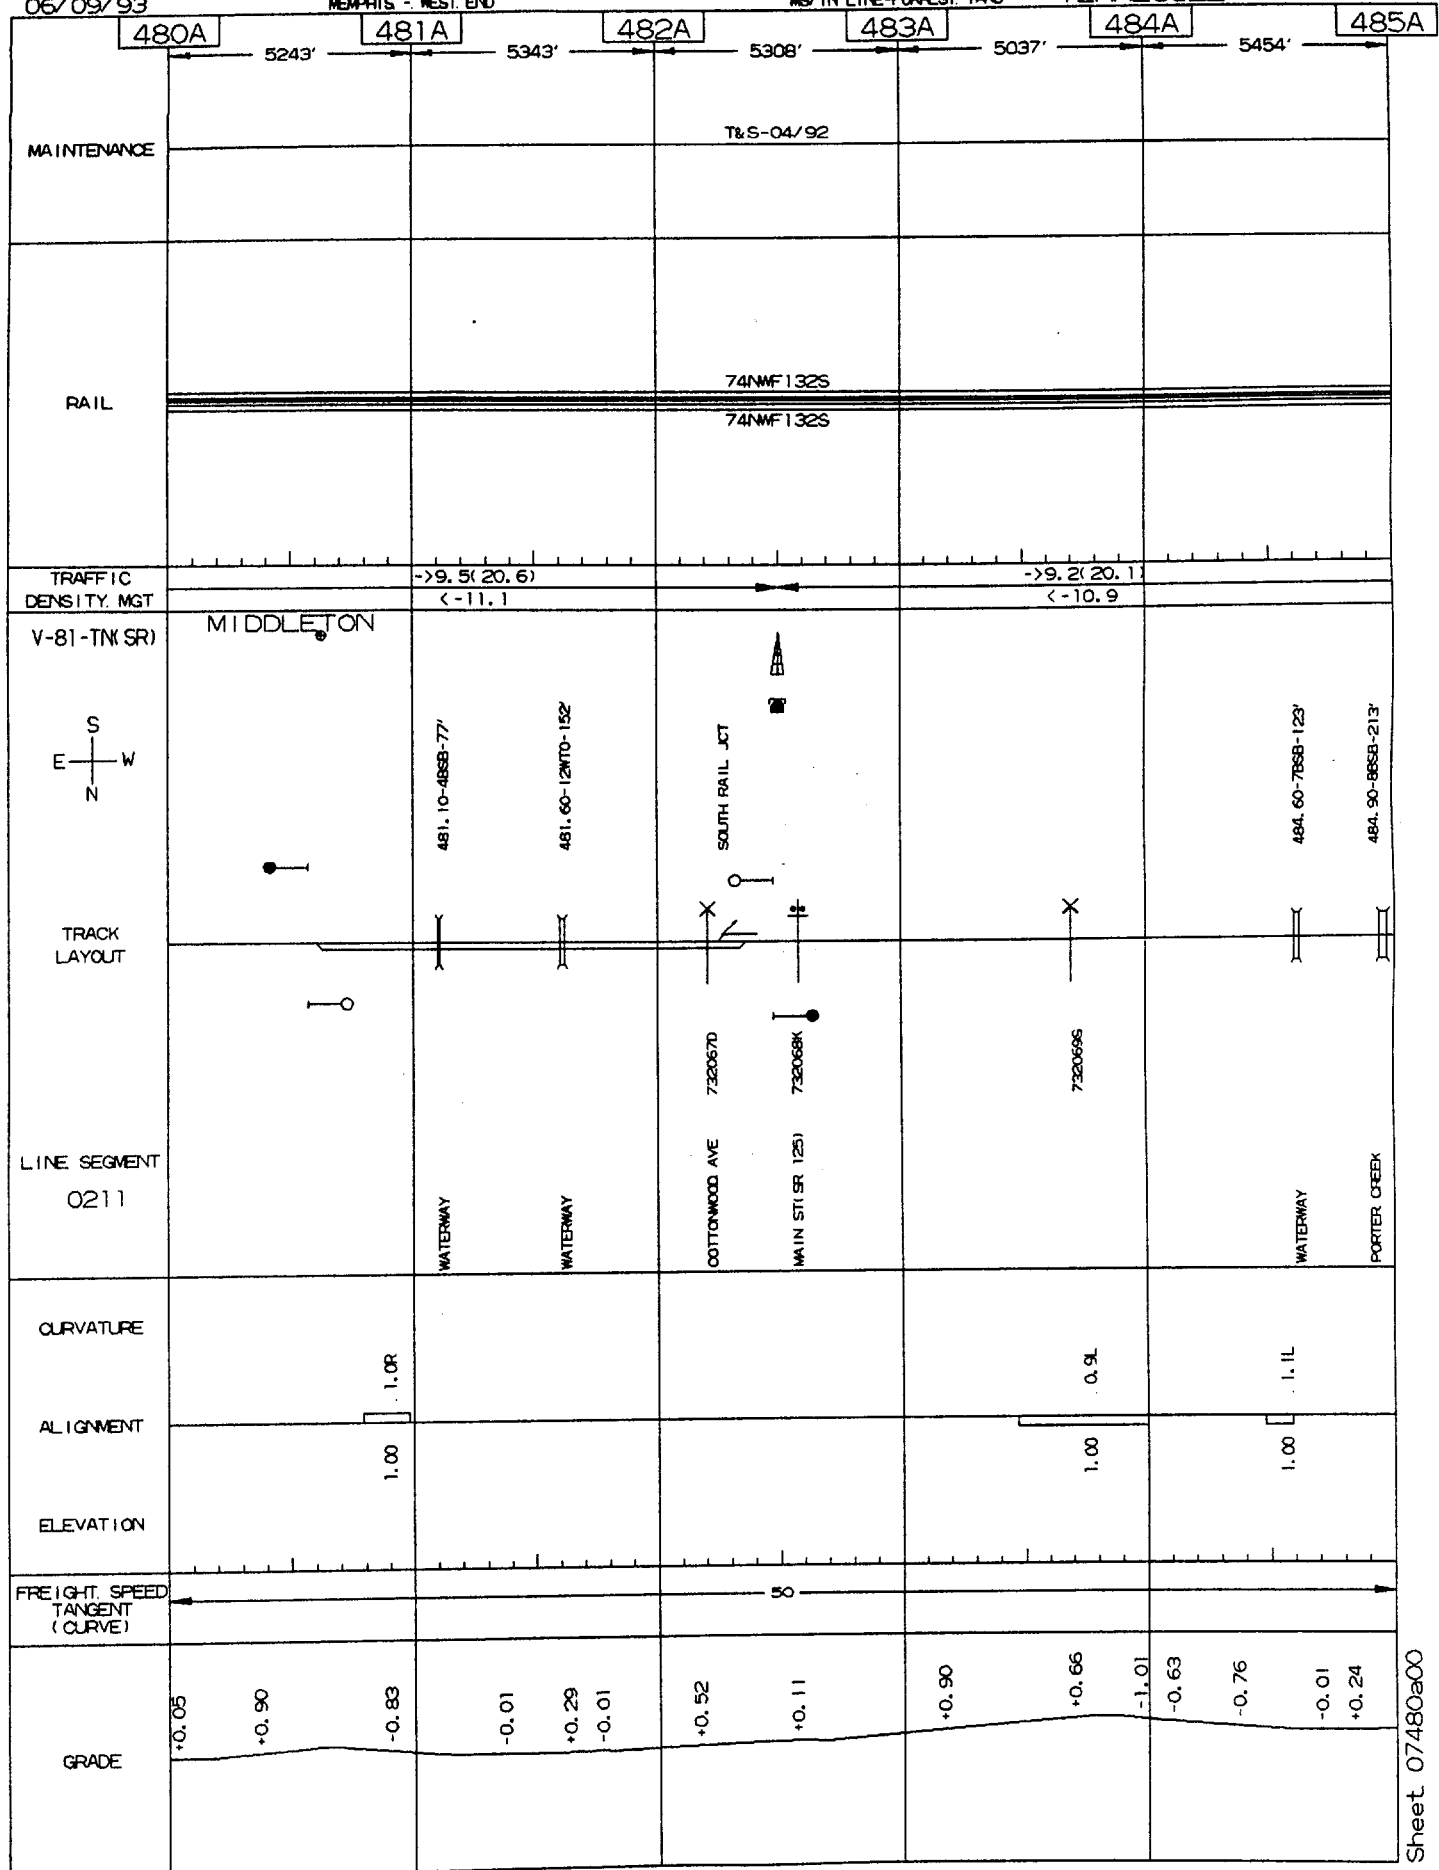 06/09/93
MEMPHIS - WEST END
480A 481A 482A 483A 484A 485A
5243' 5343' 5308' 5037' 5454'
MAINTENANCE
T&S-04/92
RAIL
74NWF132S
74NWF132S
TRAFFIC
DENSITY. MGT
->9.5(20.6)
<-11.1
->9.2(20.1)
<-10.9
V-81-TN(SR)
MIDDLETON
S
E W
N
481.10-4BSB-77'
481.60-12WTO-152'
SOUTH RAIL JCT
484.60-7BSB-123'
484.90-8BSB-213'
TRACK
LAYOUT
732067D
732068K
732069S
LINE SEGMENT
0211
WATERWAY
WATERWAY
COTTONWOOD AVE
MAIN ST(SR 125)
WATERWAY
PORTER CREEK
CURVATURE
1.0R
0.9L
1.1L
ALIGNMENT
1.00
1.00
1.00
ELEVATION
FREIGHT. SPEED
TANGENT
(CURVE)
50
GRADE
+0.05
+0.90
-0.83
-0.01
+0.29
-0.01
+0.52
+0.11
+0.90
+0.66
-1.01
-0.63
-0.76
-0.01
+0.24
Sheet 07480a00